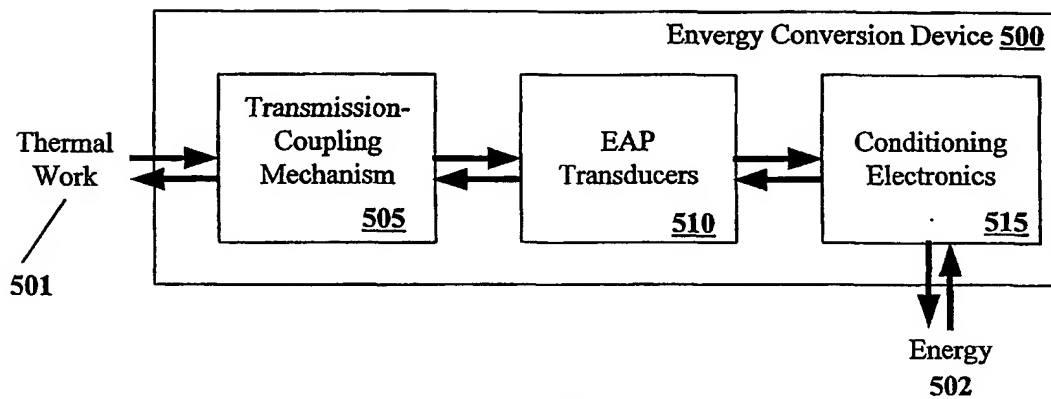 Envergy Conversion Device 500
Transmission-
Coupling
Mechanism
505
EAP
Transducers
510
Conditioning
Electronics
515
Thermal
Work
501
Energy
502